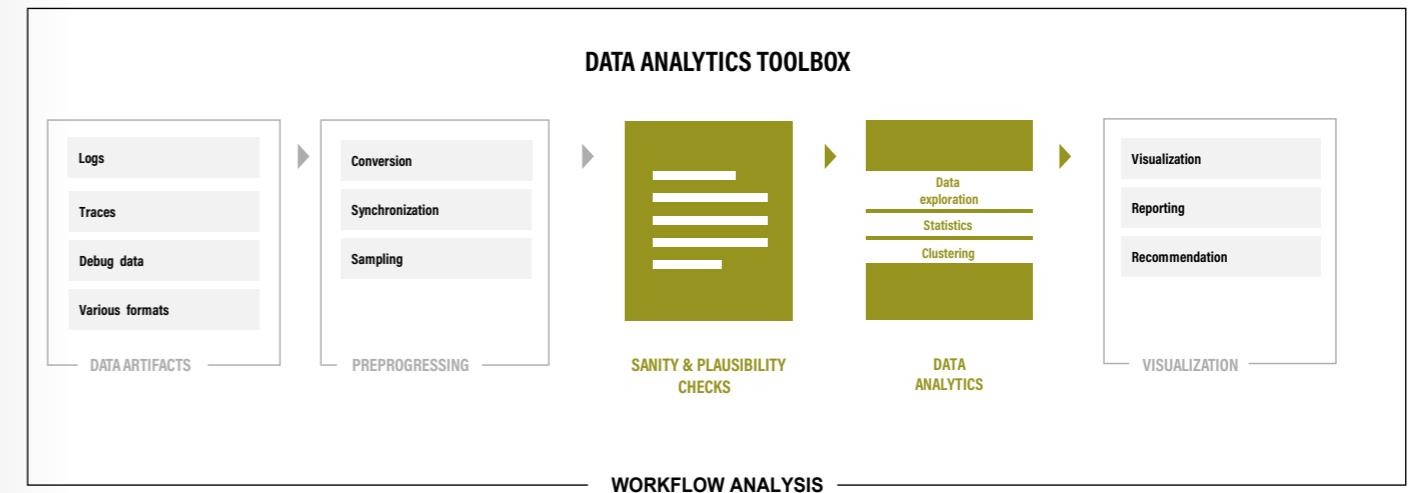 DATA ANALYTICS TOOLBOX
Logs
Traces
Debug data
Various formats
DATA ARTIFACTS
Conversion
Synchronization
Sampling
PREPROGRESSING
SANITY & PLAUSIBILITY
CHECKS
Data
exploration
Statistics
Clustering
DATA
ANALYTICS
Visualization
Reporting
Recommendation
VISUALIZATION
WORKFLOW ANALYSIS